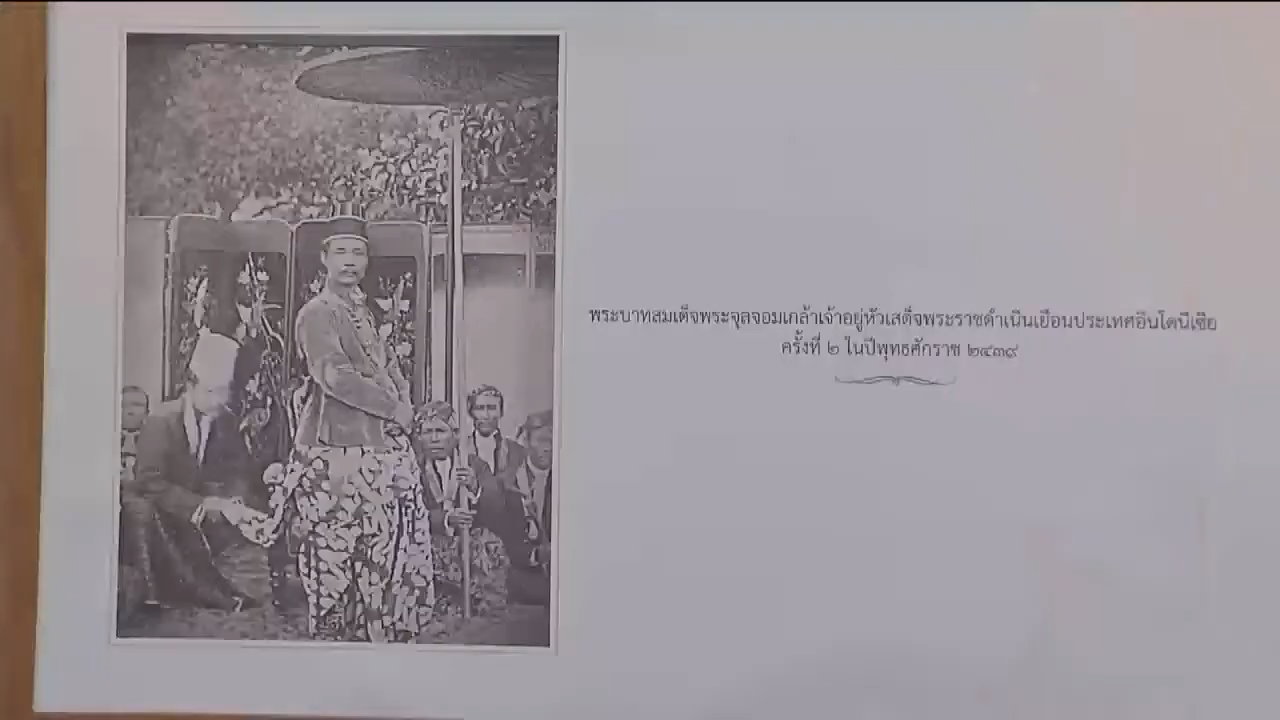 พระบาทสมเด็จพระจุลจอมเกล้าเจ้าอยู่หัวเสด็จพระราชดำเนินเยือนประเทศอินโดนีเซีย
ครั้งที่ ๒ ในปีพุทธศักราช ๒๔๓๙